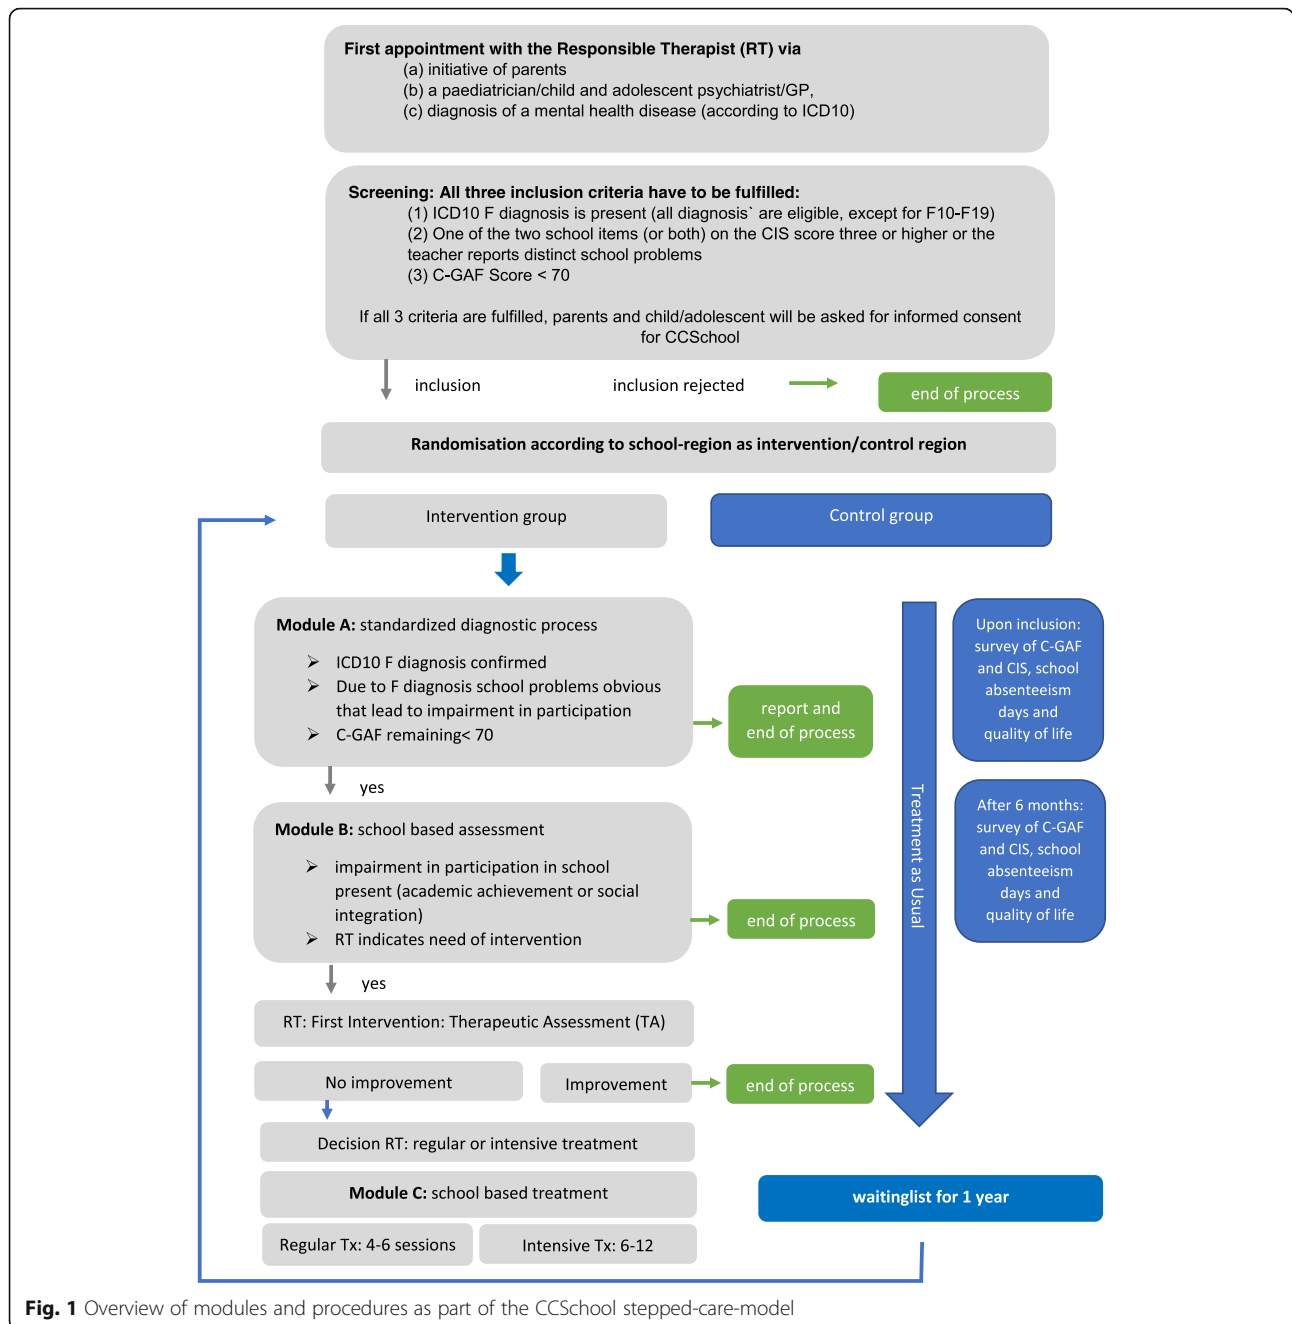 First appointment with the Responsible Therapist (RT) via
(a) initiative of parents
(b) a paediatrician/child and adolescent psychiatrist/GP,
(c) diagnosis of a mental health disease (according to ICD10)
Screening: All three inclusion criteria have to be fulfilled:
(1) ICD10 F diagnosis is present (all diagnosis` are eligible, except for F10-F19)
(2) One of the two school items (or both) on the CIS score three or higher or the
teacher reports distinct school problems
(3) C-GAF Score < 70
If all 3 criteria are fulfilled, parents and child/adolescent will be asked for informed consent
for CCSchool
inclusion
inclusion rejected
end of process
Randomisation according to school-region as intervention/control region
Intervention group
Control group
Module A: standardized diagnostic process
➢ ICD10 F diagnosis confirmed
➢ Due to F diagnosis school problems obvious
that lead to impairment in participation
➢ C-GAF remaining< 70
report and
end of process
yes
Module B: school based assessment
➢ impairment in participation in school
present (academic achievement or social
integration)
➢ RT indicates need of intervention
end of process
yes
RT: First Intervention: Therapeutic Assessment (TA)
No improvement
Improvement
end of process
Decision RT: regular or intensive treatment
Module C: school based treatment
Regular Tx: 4-6 sessions
Intensive Tx: 6-12
Treatment as Usual
Upon inclusion:
survey of C-GAF
and CIS, school
absenteeism
days and
quality of life
After 6 months:
survey of C-GAF
and CIS, school
absenteeism
days and
quality of life
waitinglist for 1 year
Fig. 1 Overview of modules and procedures as part of the CCSchool stepped-care-model